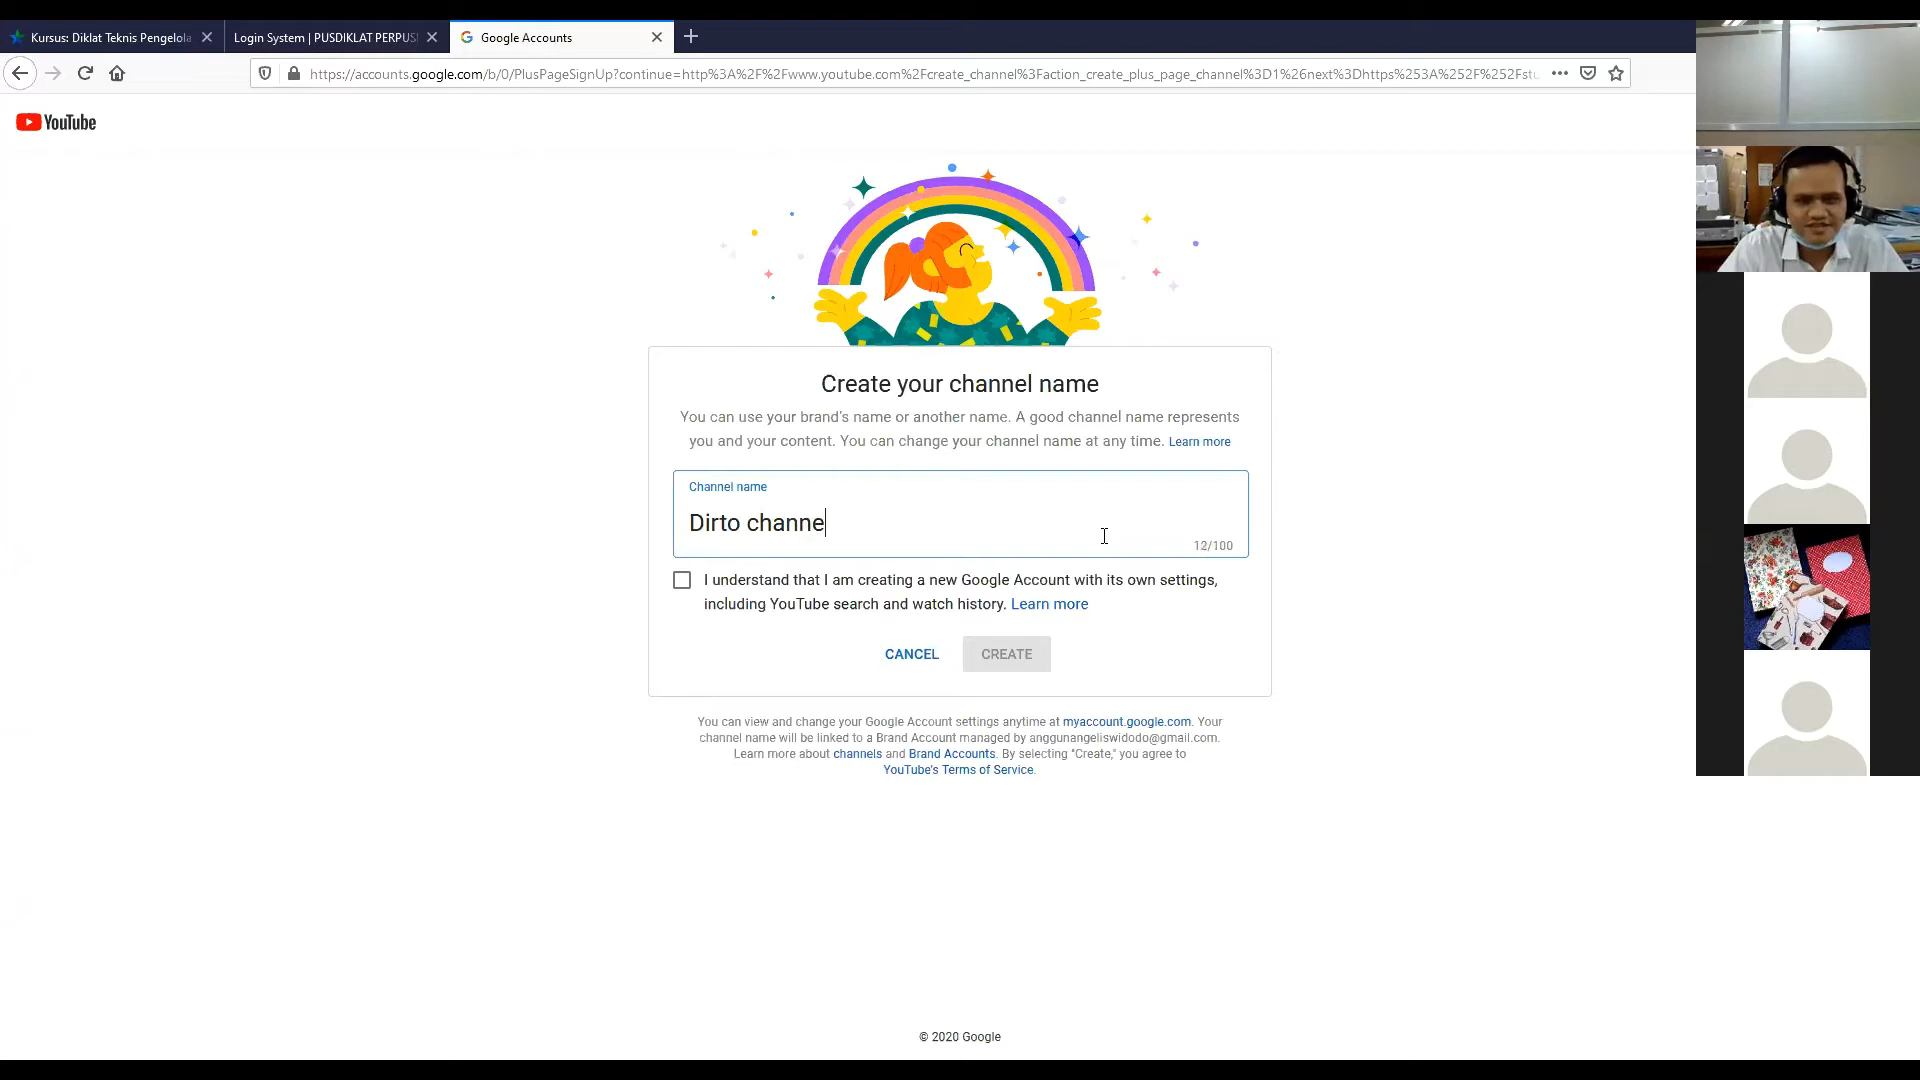 Kursus: Diklat Teknis Pengelola
Login System | PUSDIKLAT PERPUS
Google Accounts
https://accounts.google.com/b/0/PlusPageSignUp?continue=http%3A%2F%2Fwww.youtube.com%2Fcreate_channel%3Faction_create_plus_page_channel%3D1%26next%3Dhttps%253A%252F%252Fstu
YouTube
Create your channel name
You can use your brand's name or another name. A good channel name represents
you and your content. You can change your channel name at any time. Learn more
Channel name
Dirto channe
12/100
I understand that I am creating a new Google Account with its own settings,
including YouTube search and watch history. Learn more
CANCEL CREATE
You can view and change your Google Account settings anytime at myaccount.google.com. Your
channel name will be linked to a Brand Account managed by anggunangeliswidodo@gmail.com.
Learn more about channels and Brand Accounts. By selecting "Create," you agree to
YouTube's Terms of Service.
© 2020 Google